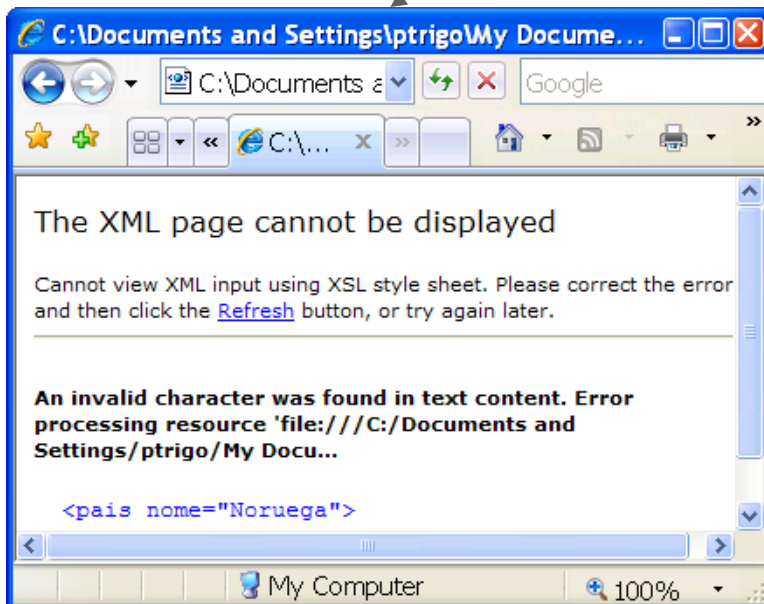 C:\Documents and Settings\ptrigo\My Docume...
C:\Documents a
Google
C:\...
The XML page cannot be displayed
Cannot view XML input using XSL style sheet. Please correct the error
and then click the Refresh button, or try again later.
An invalid character was found in text content. Error
processing resource 'file:///C:/Documents and
Settings/ptrigo/My Docu...
<pais nome="Noruega">
My Computer
100%